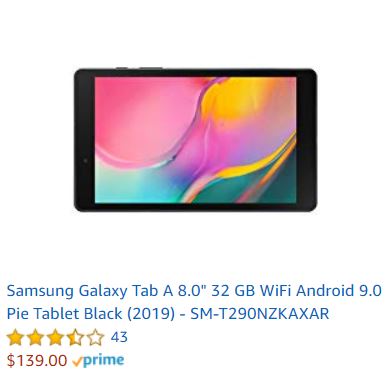 Samsung Galaxy Tab A 8.0" 32 GB WiFi Android 9.0
Pie Tablet Black (2019) - SM-T290NZKAXAR
43
$139.00 prime